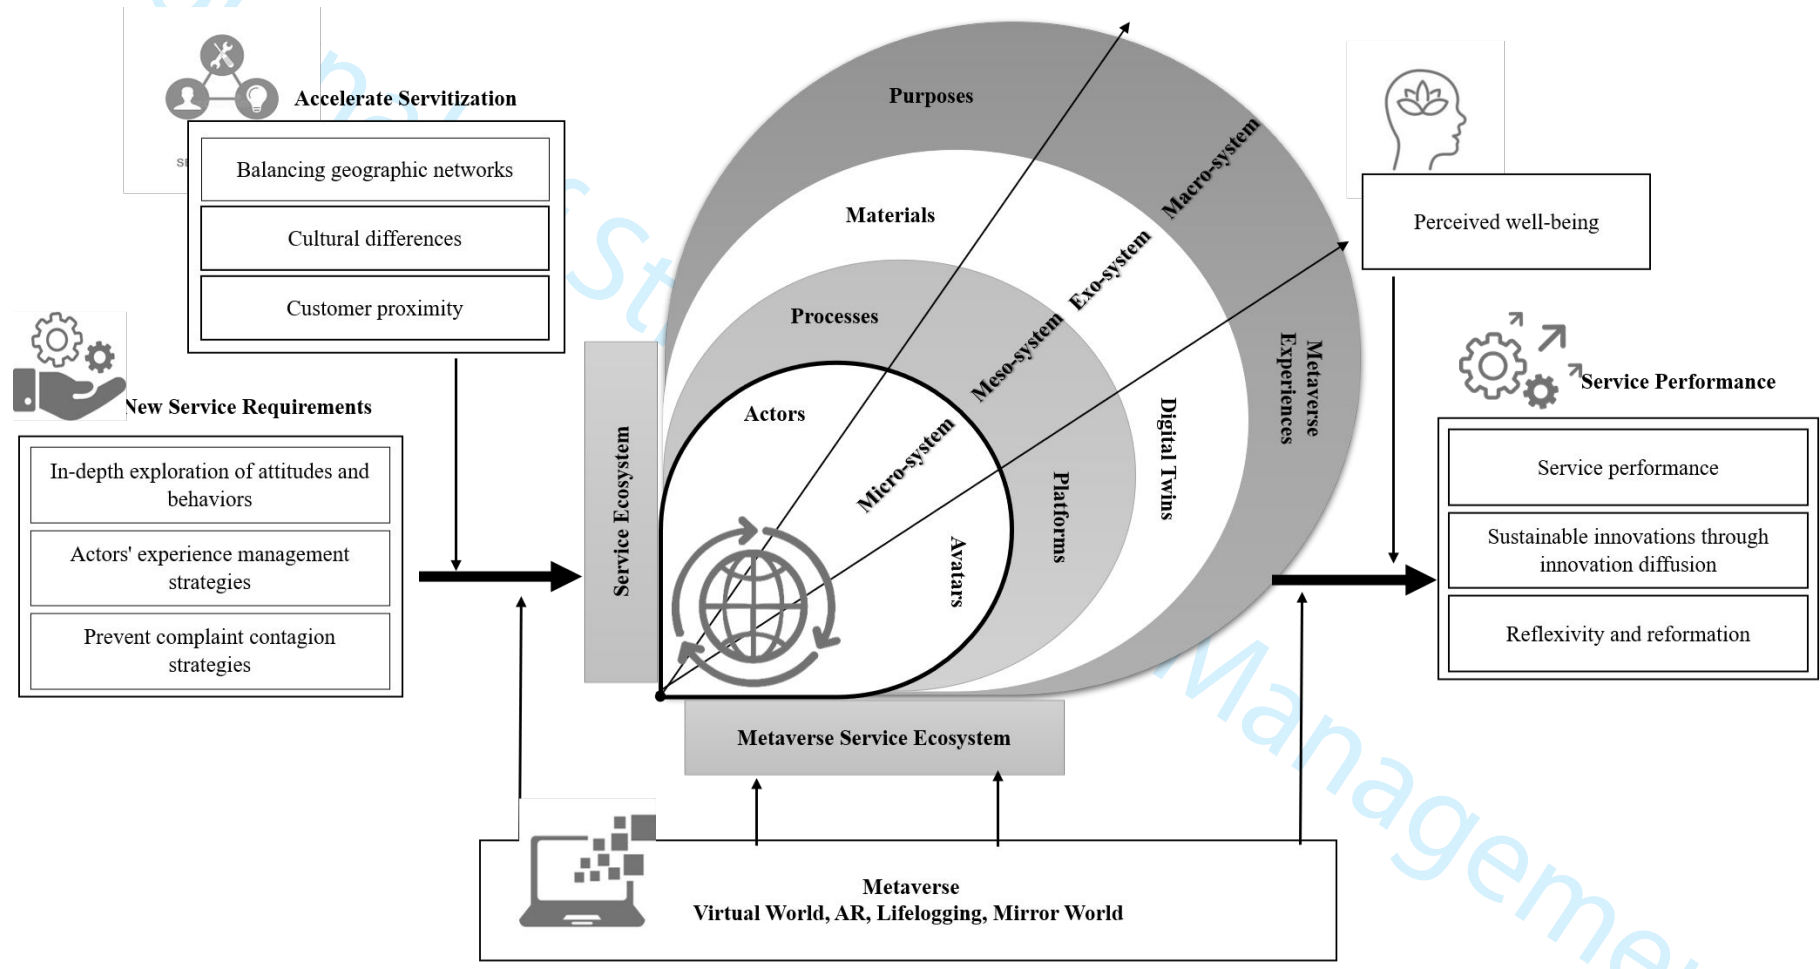 Accelerate Servitization
Balancing geographic networks
Cultural differences
Customer proximity
New Service Requirements
In-depth exploration of attitudes and
behaviors
Actors' experience management
strategies
Prevent complaint contagion
strategies
Service Ecosystem
Purposes
Materials
Processes
Actors
Macro-system
Exo-system
Meso-system
Micro-system
Metaverse
Experiences
Digital Twins
Platforms
Avatars
Metaverse Service Ecosystem
Perceived well-being
Service Performance
Service performance
Sustainable innovations through
innovation diffusion
Reflexivity and reformation
Metaverse
Virtual World, AR, Lifelogging, Mirror World